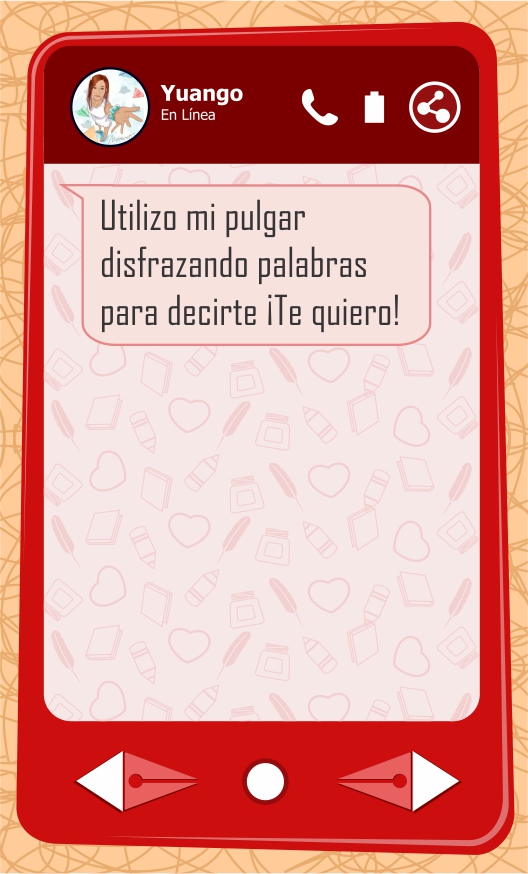 Yuango
En Línea
Utilizo mi pulgar
disfrazando palabras
para decirte ¡Te quiero!